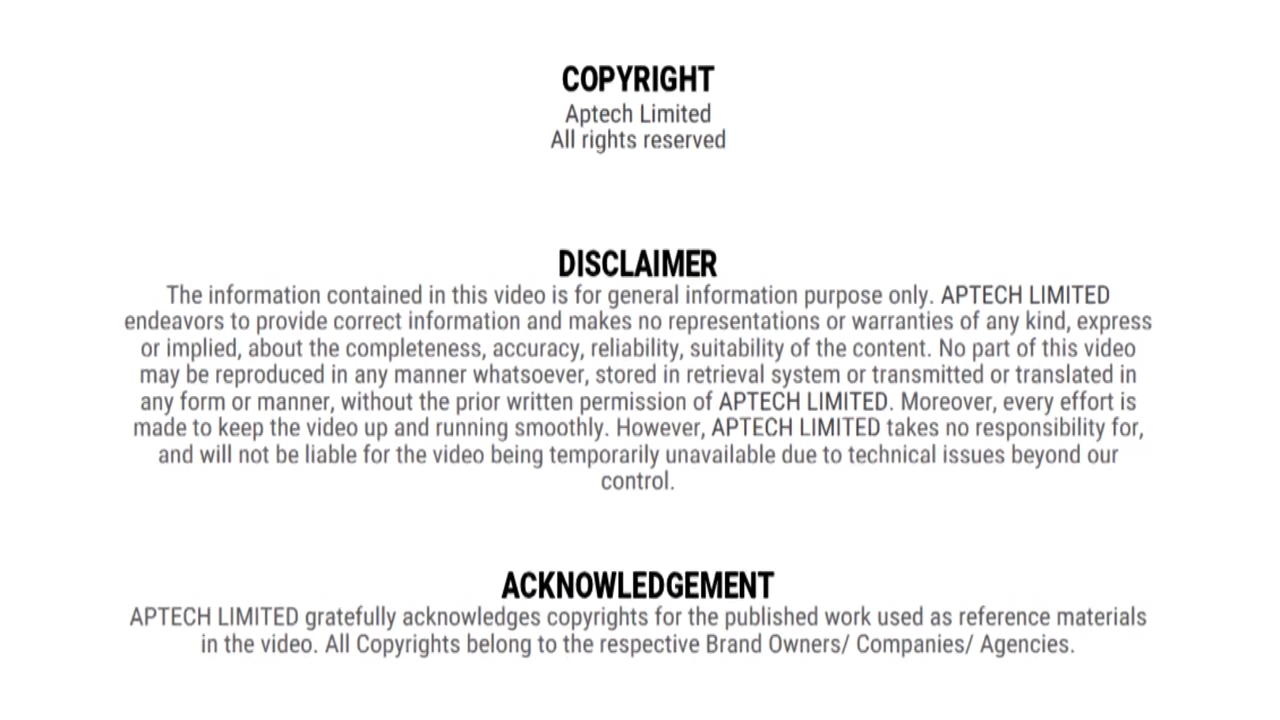 COPYRIGHT
Aptech Limited
All rights reserved
DISCLAIMER
The information contained in this video is for general information purpose only. APTECH LIMITED
endeavors to provide correct information and makes no representations or warranties of any kind, express
or implied, about the completeness, accuracy, reliability, suitability of the content. No part of this video
may be reproduced in any manner whatsoever, stored in retrieval system or transmitted or translated in
any form or manner, without the prior written permission of APTECH LIMITED. Moreover, every effort is
made to keep the video up and running smoothly. However, APTECH LIMITED takes no responsibility for,
and will not be liable for the video being temporarily unavailable due to technical issues beyond our
control.
ACKNOWLEDGEMENT
APTECH LIMITED gratefully acknowledges copyrights for the published work used as reference materials
in the video. All Copyrights belong to the respective Brand Owners/ Companies/ Agencies.